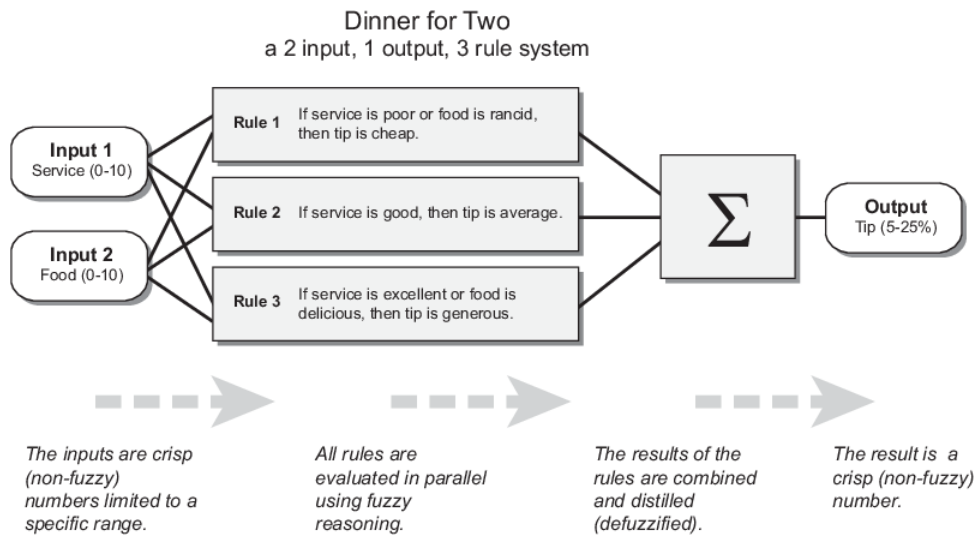 Dinner for Two
a 2 input, 1 output, 3 rule system
Input 1
Service (0-10)
Input 2
Food (0-10)
Rule 1 If service is poor or food is rancid,
then tip is cheap.
Rule 2 If service is good, then tip is average.
Rule 3 If service is excellent or food is
delicious, then tip is generous.
Σ
Output
Tip (5-25%)
The inputs are crisp
(non-fuzzy)
numbers limited to a
specific range.
All rules are
evaluated in parallel
using fuzzy
reasoning.
The results of the
rules are combined
and distilled
(defuzzified).
The result is a
crisp (non-fuzzy)
number.